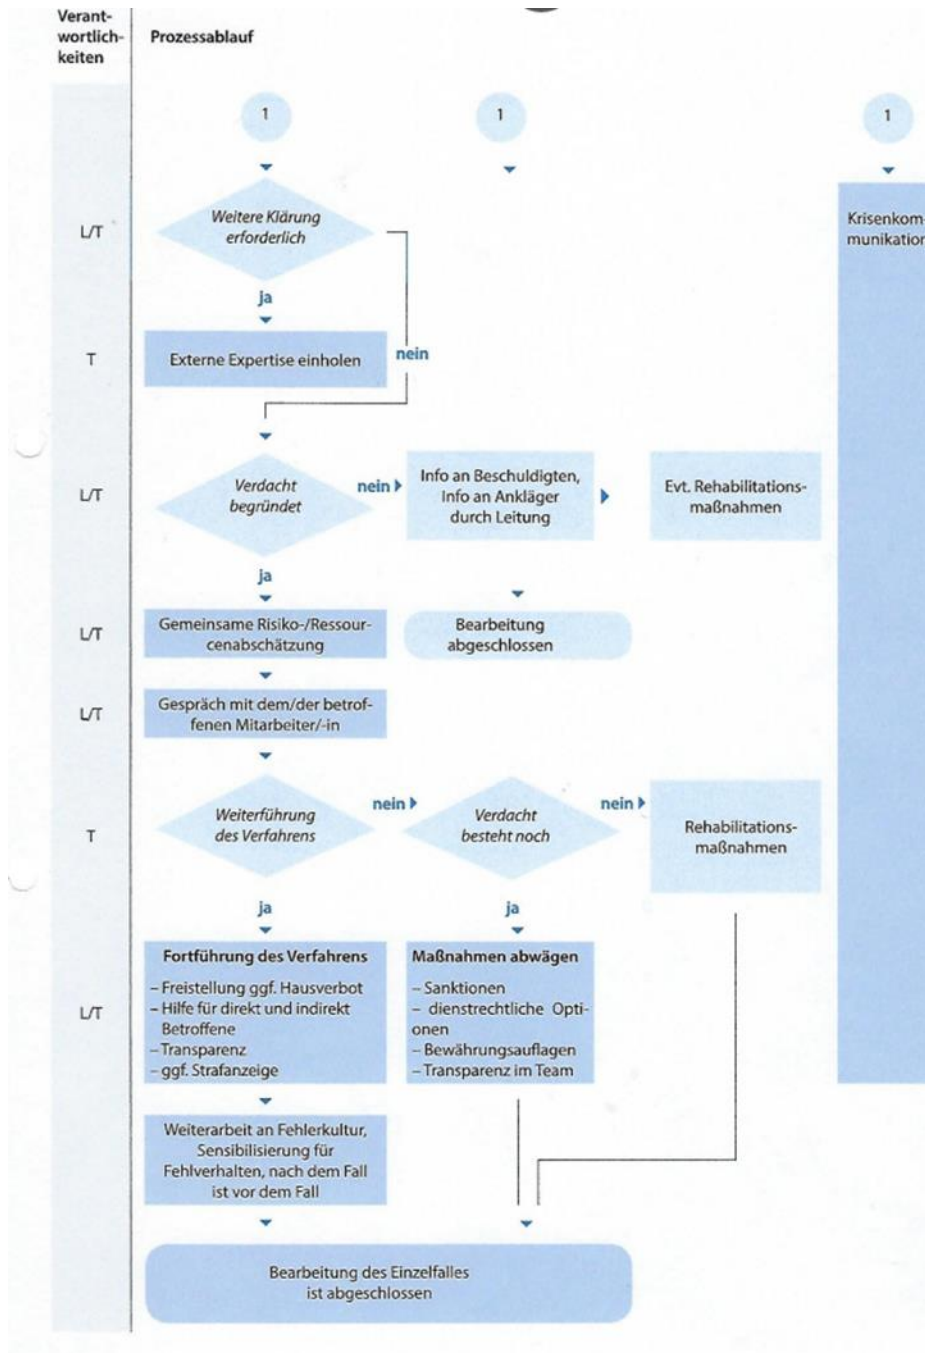 Verant-
wortlich-
keiten
Prozessablauf
1
1
1
L/T
Weitere Klärung
erforderlich
Krisenkom-
munikation
ja
T
Externe Expertise einholen
nein
L/T
Verdacht
begründet
nein
Info an Beschuldigten,
Info an Ankläger
durch Leitung
Evt. Rehabilitations-
maßnahmen
ja
L/T
Gemeinsame Risiko-/Ressour-
cenabschätzung
Bearbeitung
abgeschlossen
L/T
Gespräch mit dem/der betrof-
fenen Mitarbeiter/-in
T
Weiterführung
des Verfahrens
nein
Verdacht
besteht noch
nein
Rehabilitations-
maßnahmen
ja
ja
L/T
Fortführung des Verfahrens
– Freistellung ggf. Hausverbot
– Hilfe für direkt und indirekt
Betroffene
– Transparenz
– ggf. Strafanzeige
Maßnahmen abwägen
– Sanktionen
– dienstrechtliche Opti-
onen
– Bewährungsauflagen
– Transparenz im Team
Weiterarbeit an Fehlerkultur,
Sensibilisierung für
Fehlverhalten, nach dem Fall
ist vor dem Fall
Bearbeitung des Einzelfalles
ist abgeschlossen